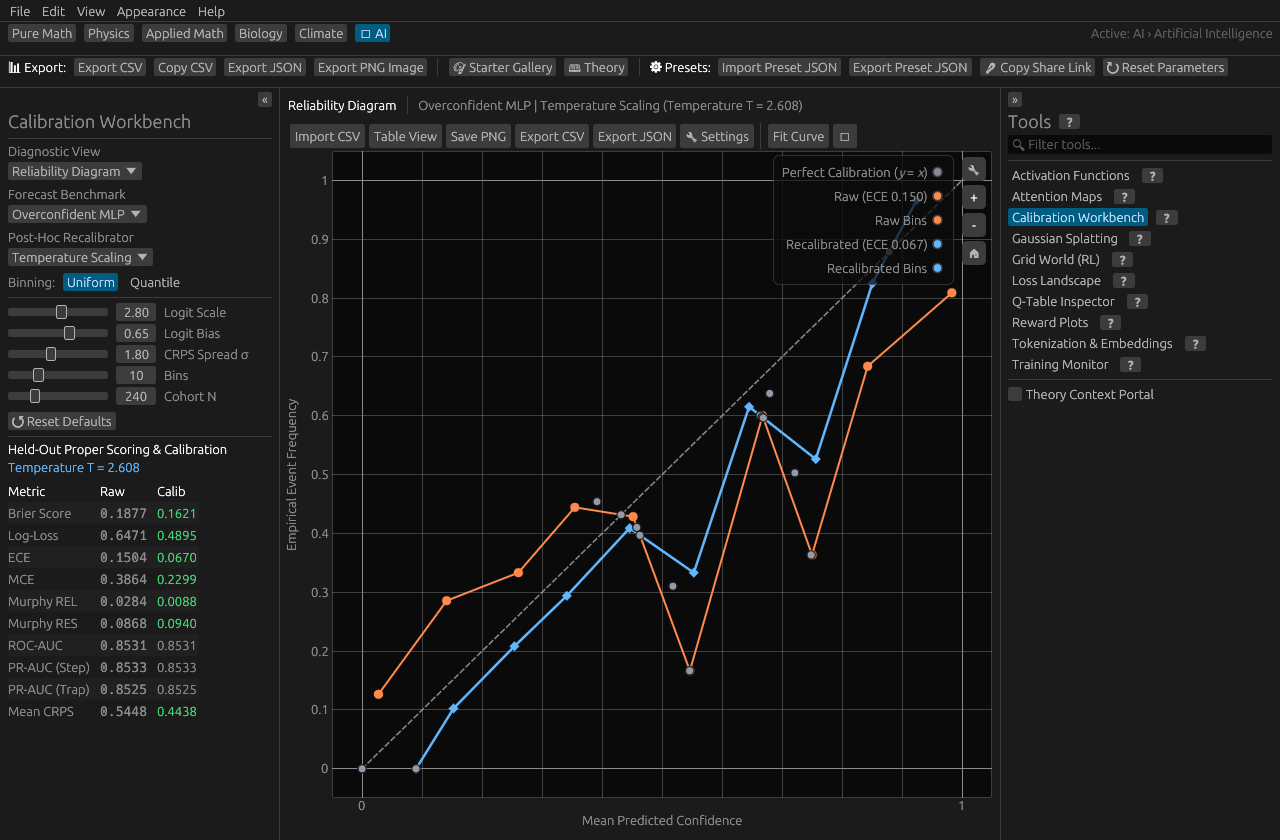 File Edit View Appearance Help
Pure Math Physics Applied Math Biology Climate AI Active: AI › Artificial Intelligence
Export: Export CSV Copy CSV Export JSON Export PNG Image Starter Gallery Theory Presets: Import Preset JSON Export Preset JSON Copy Share Link Reset Parameters
«
Calibration Workbench
Diagnostic View
Reliability Diagram
Forecast Benchmark
Overconfident MLP
Post-Hoc Recalibrator
Temperature Scaling
Binning: Uniform Quantile
2.80 Logit Scale
0.65 Logit Bias
1.80 CRPS Spread σ
10 Bins
240 Cohort N
Reset Defaults
Held-Out Proper Scoring & Calibration
Temperature T = 2.608
Metric Raw Calib
Brier Score 0.1877 0.1621
Log-Loss 0.6471 0.4895
ECE 0.1504 0.0670
MCE 0.3864 0.2299
Murphy REL 0.0284 0.0088
Murphy RES 0.0868 0.0940
ROC-AUC 0.8531 0.8531
PR-AUC (Step) 0.8533 0.8533
PR-AUC (Trap) 0.8525 0.8525
Mean CRPS 0.5448 0.4438
Reliability Diagram Overconfident MLP | Temperature Scaling (Temperature T = 2.608)
Import CSV Table View Save PNG Export CSV Export JSON Settings Fit Curve
Perfect Calibration (y = x)
Raw (ECE 0.150)
Raw Bins
Recalibrated (ECE 0.067)
Recalibrated Bins
+
-
1
0.9
0.8
0.7
0.6
0.5
0.4
0.3
0.2
0.1
0
Empirical Event Frequency
0 1
Mean Predicted Confidence
»
Tools ?
Filter tools...
Activation Functions ?
Attention Maps ?
Calibration Workbench ?
Gaussian Splatting ?
Grid World (RL) ?
Loss Landscape ?
Q-Table Inspector ?
Reward Plots ?
Tokenization & Embeddings ?
Training Monitor ?
Theory Context Portal